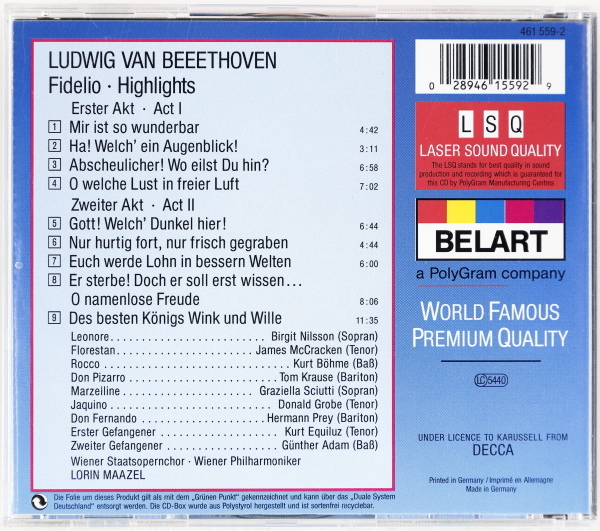 461 559-2
LUDWIG VAN BEEETHOVEN
Fidelio · Highlights
Erster Akt · Act I
1 Mir ist so wunderbar 4:42
2 Ha! Welch' ein Augenblick! 3:11
3 Abscheulicher! Wo eilst Du hin? 6:58
4 O welche Lust in freier Luft 7:02
Zweiter Akt · Act II
5 Gott! Welch' Dunkel hier! 6:44
6 Nur hurtig fort, nur frisch gegraben 4:44
7 Euch werde Lohn in bessern Welten 6:00
8 Er sterbe! Doch er soll erst wissen...
O namenlose Freude 8:06
9 Des besten Königs Wink und Wille 11:35
Leonore Birgit Nilsson (Sopran)
Florestan James McCracken (Tenor)
Rocco Kurt Böhme (Baß)
Don Pizarro Tom Krause (Bariton)
Marzelline Graziella Sciutti (Sopran)
Jaquino Donald Grobe (Tenor)
Don Fernando Hermann Prey (Bariton)
Erster Gefangener Kurt Equiluz (Tenor)
Zweiter Gefangener Günther Adam (Baß)
Wiener Staatsopernchor · Wiener Philharmoniker
LORIN MAAZEL
Die Folie um dieses Produkt gilt als mit dem „Grünen Punkt" gekennzeichnet und kann über das „Duale System
Deutschland" entsorgt werden. Die CD-Box wurde aus Polystyrol hergestellt und ist sortenfrei recyclebar.
0 28946 15592 9
L S Q
LASER SOUND QUALITY
The LSQ stands for best quality in sound
production and recording which is guaranteed for
this CD by PolyGram Manufacturing Centres
BELART
a PolyGram company
WORLD FAMOUS
PREMIUM QUALITY
LC 5440
UNDER LICENCE TO KARUSSELL FROM
DECCA
Printed in Germany / Imprimé en Allemagne
Made in Germany